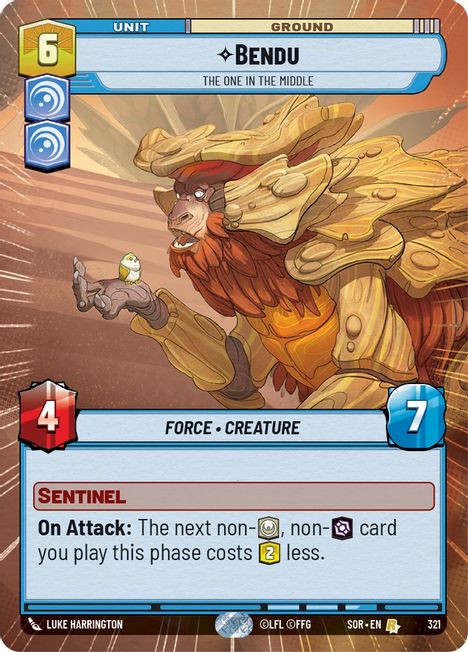 UNIT
GROUND
6
BENDU
THE ONE IN THE MIDDLE
4
7
FORCE • CREATURE
SENTINEL
On Attack: The next non- , non- card
you play this phase costs 2 less.
LUKE HARRINGTON
©LFL ©FFG
SOR • EN
R
321